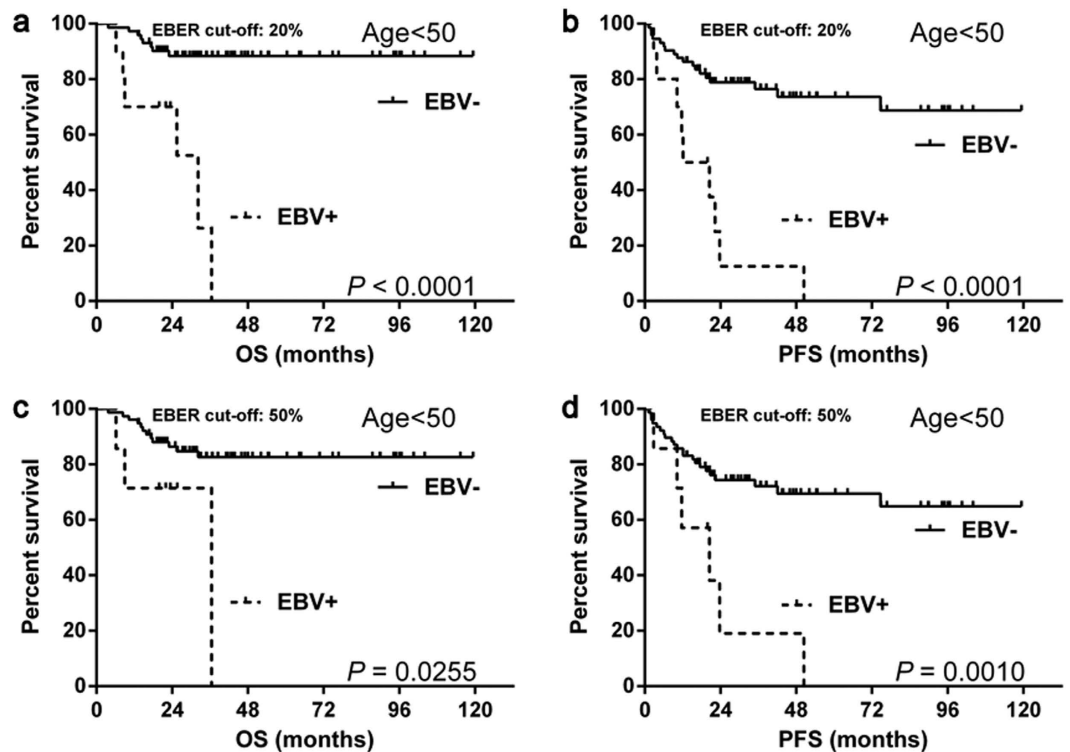 a
EBER cut-off: 20%
Age<50
Percent survival
100
80
60
40
20
0
EBV-
EBV+
P < 0.0001
0 24 48 72 96 120
OS (months)
b
EBER cut-off: 20%
Age<50
Percent survival
100
80
60
40
20
0
EBV-
EBV+
P < 0.0001
0 24 48 72 96 120
PFS (months)
c
EBER cut-off: 50%
Age<50
Percent survival
100
80
60
40
20
0
EBV-
EBV+
P = 0.0255
0 24 48 72 96 120
OS (months)
d
EBER cut-off: 50%
Age<50
Percent survival
100
80
60
40
20
0
EBV-
EBV+
P = 0.0010
0 24 48 72 96 120
PFS (months)